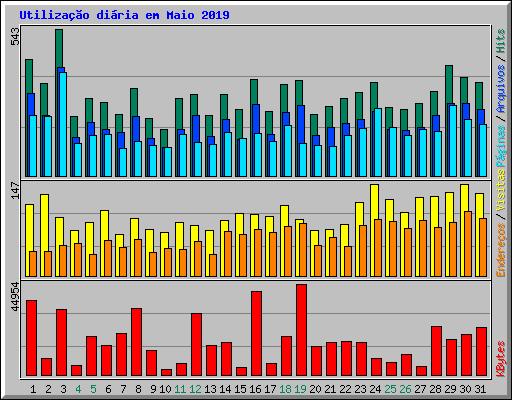 Utilização diária em Maio 2019
543
147
44954
Endereços / Visitas Páginas / Arquivos / Hits
KBytes
1 2 3 4 5 6 7 8 9 10 11 12 13 14 15 16 17 18 19 20 21 22 23 24 25 26 27 28 29 30 31